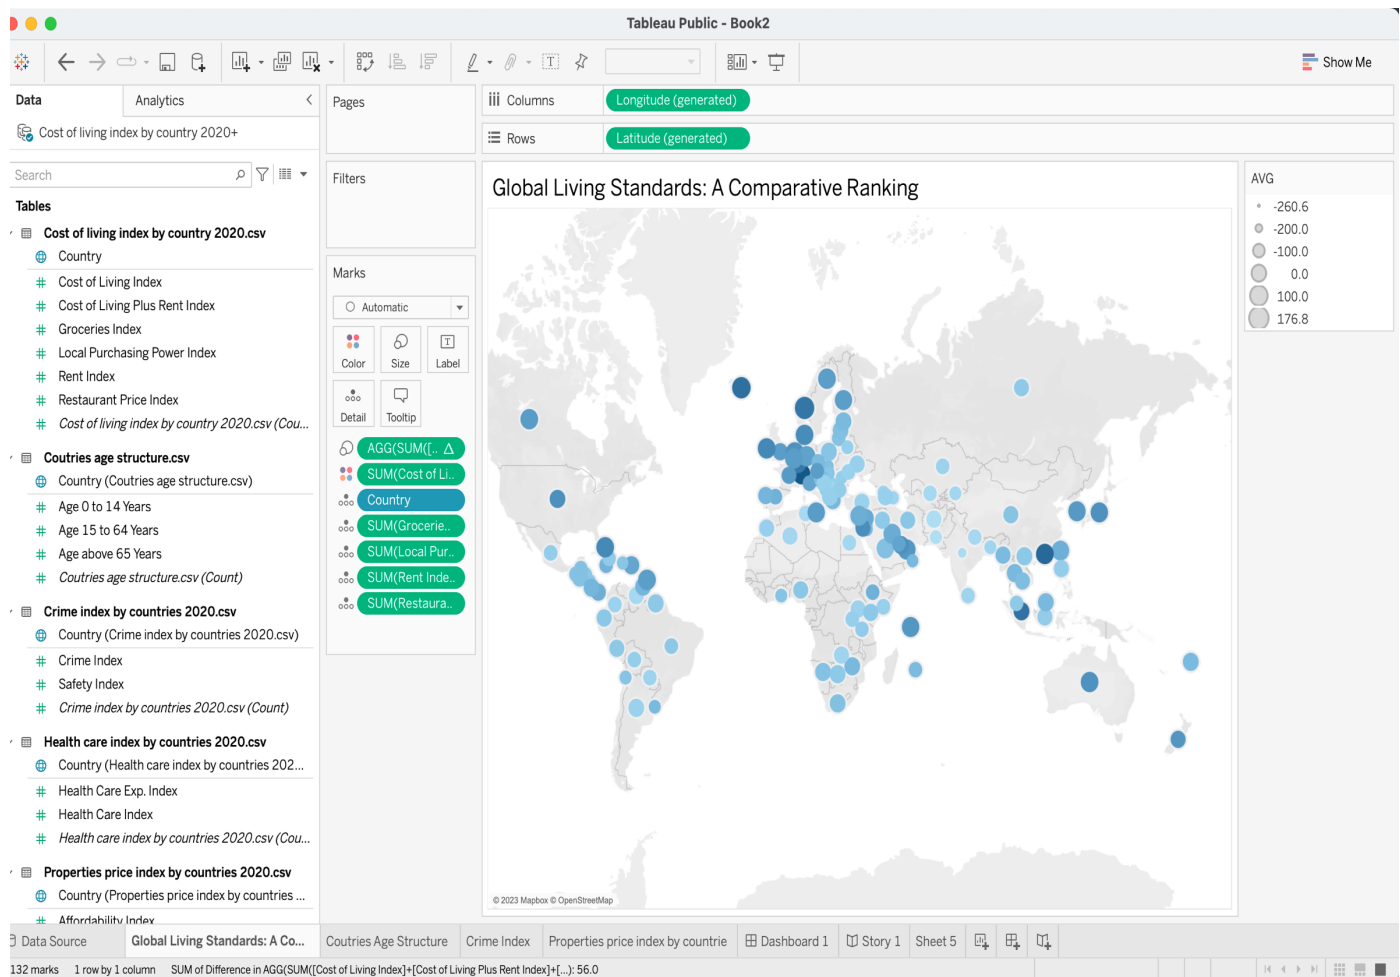 Tableau Public - Book2
Show Me
Data
Analytics
Cost of living index by country 2020+
Search
Tables
Cost of living index by country 2020.csv
Country
Cost of Living Index
Cost of Living Plus Rent Index
Groceries Index
Local Purchasing Power Index
Rent Index
Restaurant Price Index
Cost of living index by country 2020.csv (Cou...
Coutries age structure.csv
Country (Coutries age structure.csv)
Age 0 to 14 Years
Age 15 to 64 Years
Age above 65 Years
Coutries age structure.csv (Count)
Crime index by countries 2020.csv
Country (Crime index by countries 2020.csv)
Crime Index
Safety Index
Crime index by countries 2020.csv (Count)
Health care index by countries 2020.csv
Country (Health care index by countries 202...
Health Care Exp. Index
Health Care Index
Health care index by countries 2020.csv (Cou...
Properties price index by countries 2020.csv
Country (Properties price index by countries ...
Affordability Index
Pages
Filters
Marks
Automatic
Color
Size
Label
Detail
Tooltip
AGG(SUM([.. Δ
SUM(Cost of Li..
Country
SUM(Grocerie..
SUM(Local Pur..
SUM(Rent Inde..
SUM(Restaura..
Columns
Longitude (generated)
Rows
Latitude (generated)
Global Living Standards: A Comparative Ranking
© 2023 Mapbox © OpenStreetMap
AVG
-260.6
-200.0
-100.0
0.0
100.0
176.8
Data Source
Global Living Standards: A Co...
Coutries Age Structure
Crime Index
Properties price index by countrie
Dashboard 1
Story 1
Sheet 5
132 marks
1 row by 1 column
SUM of Difference in AGG(SUM([Cost of Living Index]+[Cost of Living Plus Rent Index]+[...): 56.0